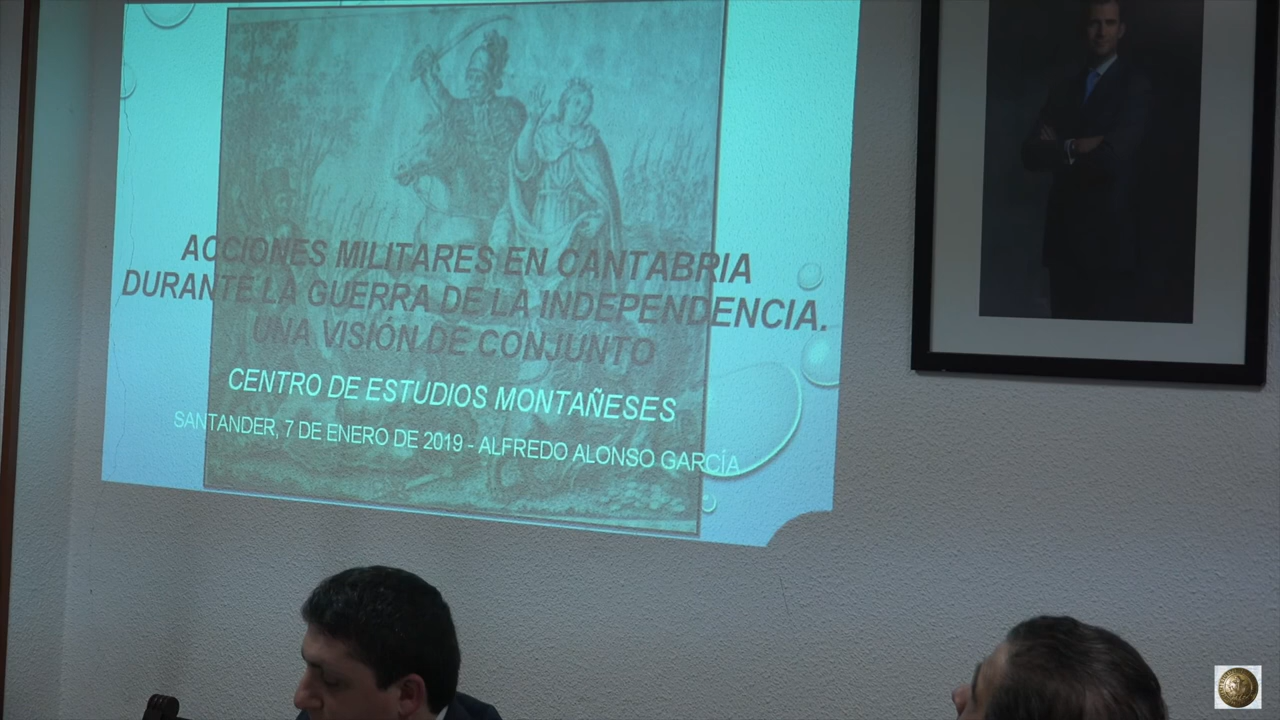 ACCIONES MILITARES EN CANTABRIA
DURANTE LA GUERRA DE LA INDEPENDENCIA.
UNA VISIÓN DE CONJUNTO
CENTRO DE ESTUDIOS MONTAÑESES
SANTANDER, 7 DE ENERO DE 2019 - ALFREDO ALONSO GARCÍA